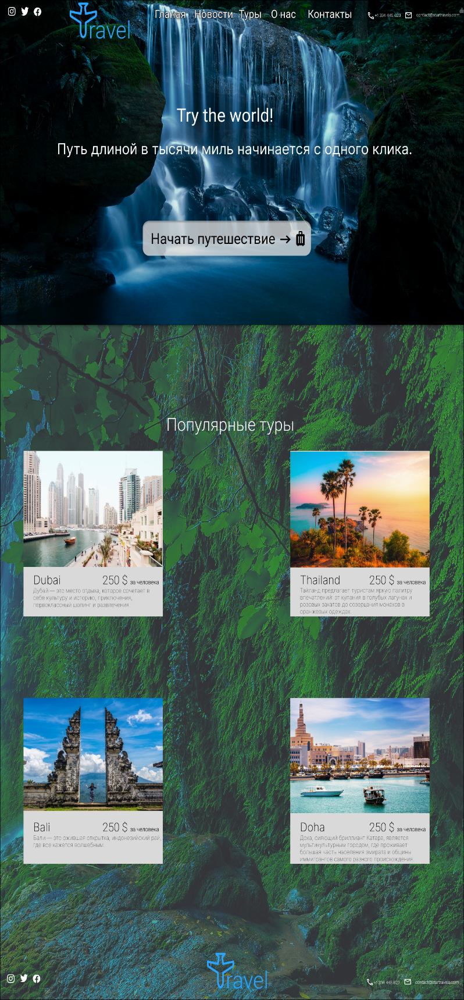 Travel
Гланая Новости Туры О нас Контакты
+1 334 445 623
contact@startravels.com
Try the world!
Путь длиной в тысячи миль начинается с одного клика.
Начать путешествие →
Популярные туры
Dubai 250 $ за человека
Дубай — это место отдыха, которое сочетает в
себе культуру и историю, приключения,
первоклассный шопинг и развлечения
Thailand 250 $ за человека
Тайланд предлагает туристам яркую палитру
впечатлений: от купания в голубых лагунах и
розовых закатов до созерцания монахов в
оранжевых одеждах.
Bali 250 $ за человека
Бали — это ожившая открытка, индонезийский рай,
где все кажется волшебным.
Doha 250 $ за человека
Доха, сияющий бриллиант Катара, является
мультикультурным городом, где проживает
большая часть населения эмирата и общины
иммигрантов самого разного происхождения.
Travel
+1 334 445 623
contact@startravels.com